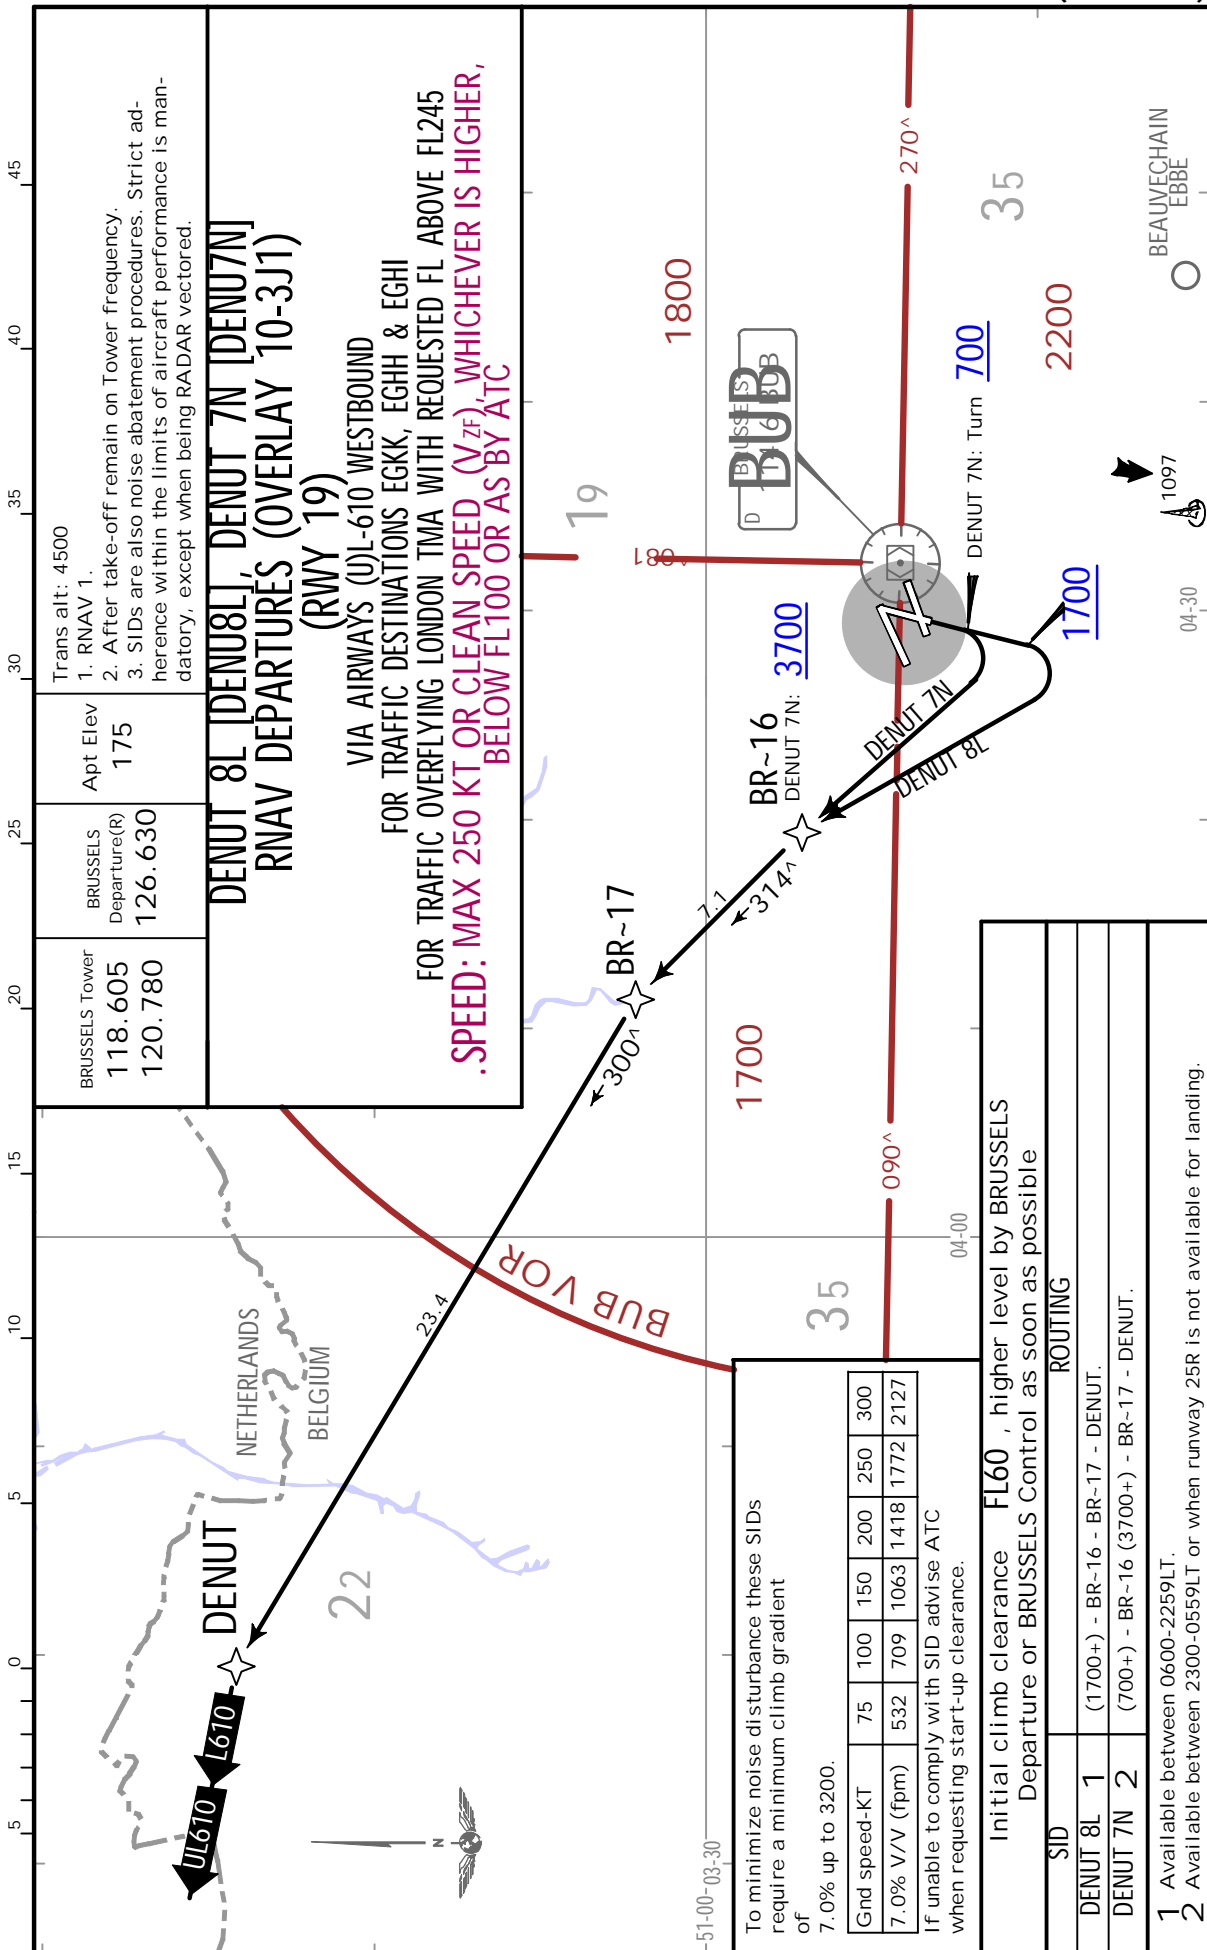 BRUSSELS Tower
118.605
120.780
BRUSSELS
Departure(R)
126.630
Apt Elev
175
Trans alt: 4500
1. RNAV 1.
2. After take-off remain on Tower frequency.
3. SIDs are also noise abatement procedures. Strict ad-
herence within the limits of aircraft performance is man-
datory, except when being RADAR vectored.
DENUT 8L [DENU8L], DENUT 7N [DENU7N]
RNAV DEPARTURES (OVERLAY 10-3J1)
(RWY 19)
VIA AIRWAYS (U)L-610 WESTBOUND
FOR TRAFFIC DESTINATIONS EGKK, EGHH & EGHI
FOR TRAFFIC OVERFLYING LONDON TMA WITH REQUESTED FL ABOVE FL245
.SPEED: MAX 250 KT OR CLEAN SPEED (VZF), WHICHEVER IS HIGHER,
BELOW FL100 OR AS BY ATC
5
0
5
10
15
20
25
30
35
40
45
UL610
L610
DENUT
NETHERLANDS
BELGIUM
22
N
23.4
BUB VOR
300^
BR~17
7.1
314^
BR~16
DENUT 7N: 3700
1700
19
1800
081^
D
BRUSSELS
BUB
270^
090^
35
35
DENUT 7N
DENUT 8L
DENUT 7N: Turn 700
1700
2200
1097
BEAUVECHAIN
EBBE
04-30
04-00
51-00
03-30
To minimize noise disturbance these SIDs
require a minimum climb gradient
of
7.0% up to 3200.
Gnd speed-KT 75 100 150 200 250 300
7.0% V/V (fpm) 532 709 1063 1418 1772 2127
If unable to comply with SID advise ATC
when requesting start-up clearance.
Initial climb clearance FL60 , higher level by BRUSSELS
Departure or BRUSSELS Control as soon as possible
SID ROUTING
DENUT 8L 1 (1700+) - BR~16 - BR~17 - DENUT.
DENUT 7N 2 (700+) - BR~16 (3700+) - BR~17 - DENUT.
1 Available between 0600-2259LT.
2 Available between 2300-0559LT or when runway 25R is not available for landing.